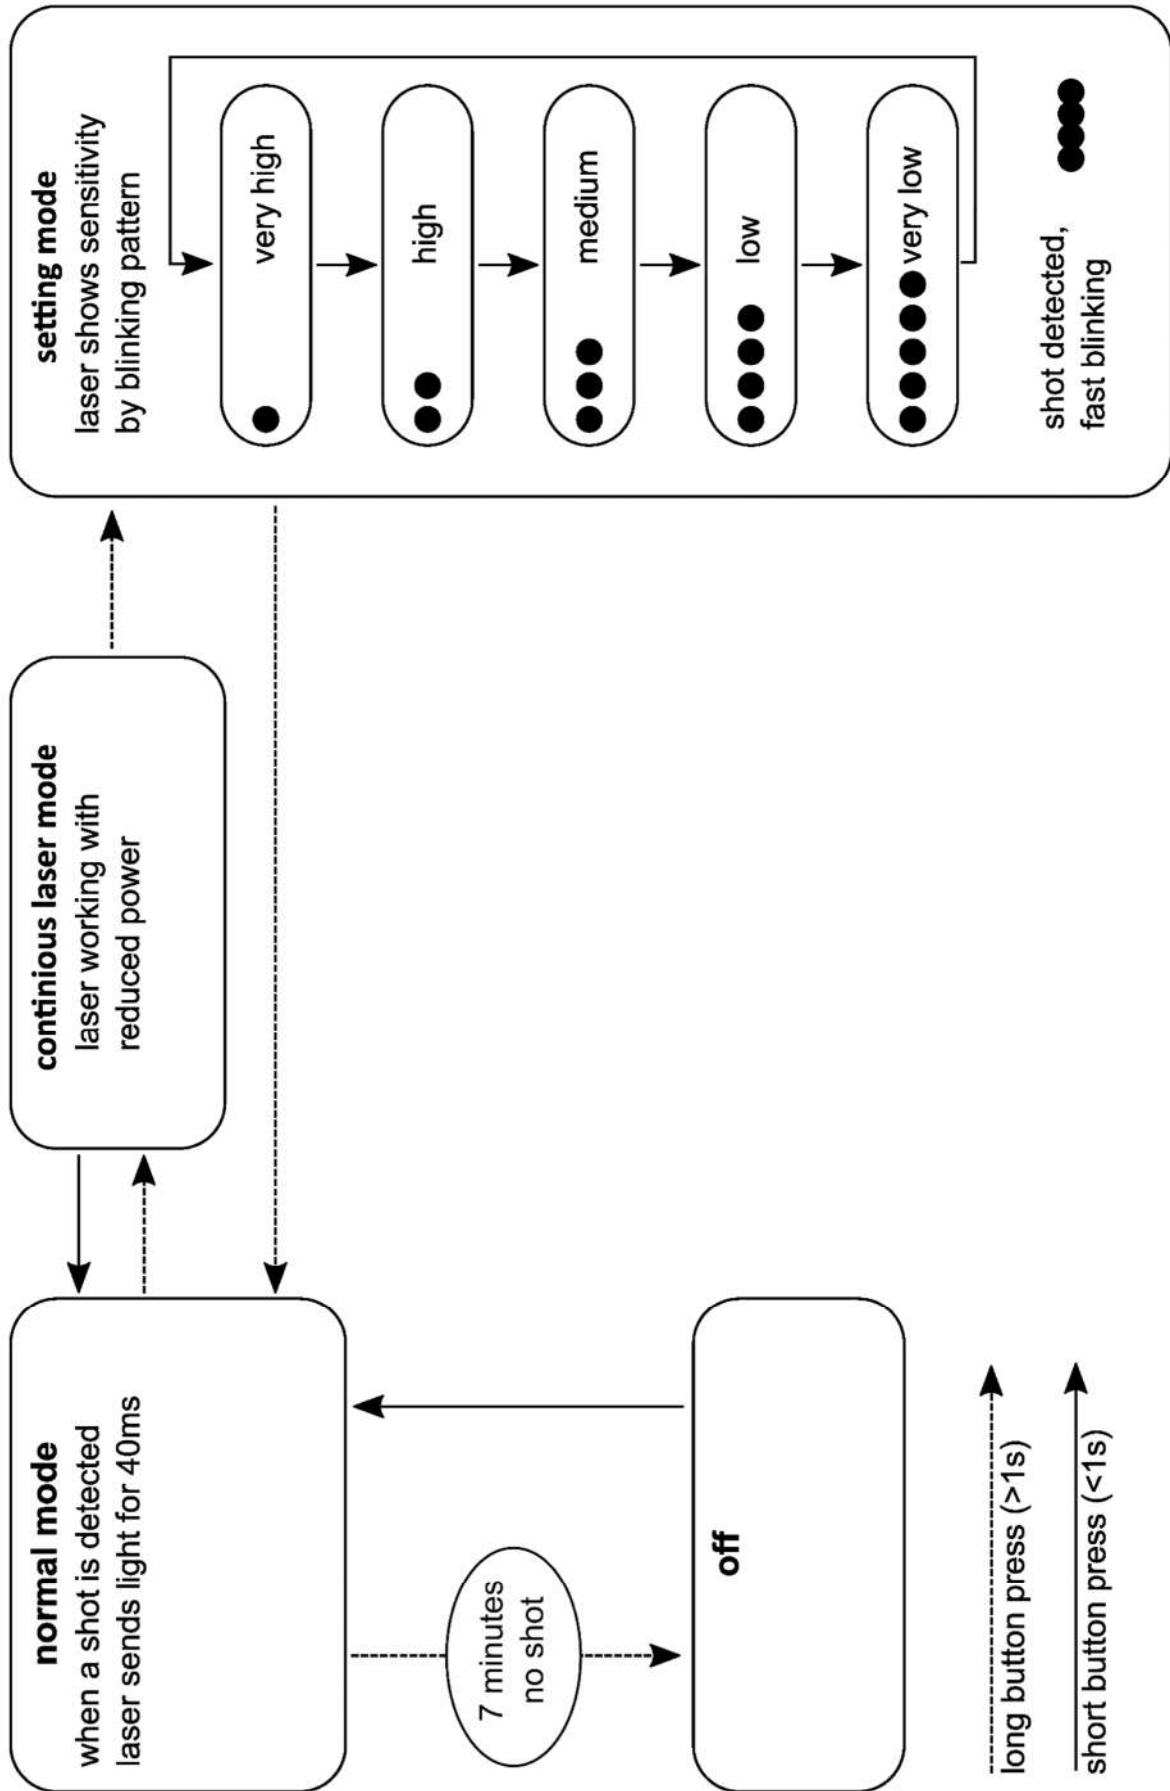 normal mode
when a shot is detected
laser sends light for 40ms
7 minutes
no shot
off
long button press (>1s)
short button press (<1s)
continious laser mode
laser working with
reduced power
setting mode
laser shows sensitivity
by blinking pattern
very high
high
medium
low
very low
shot detected,
fast blinking